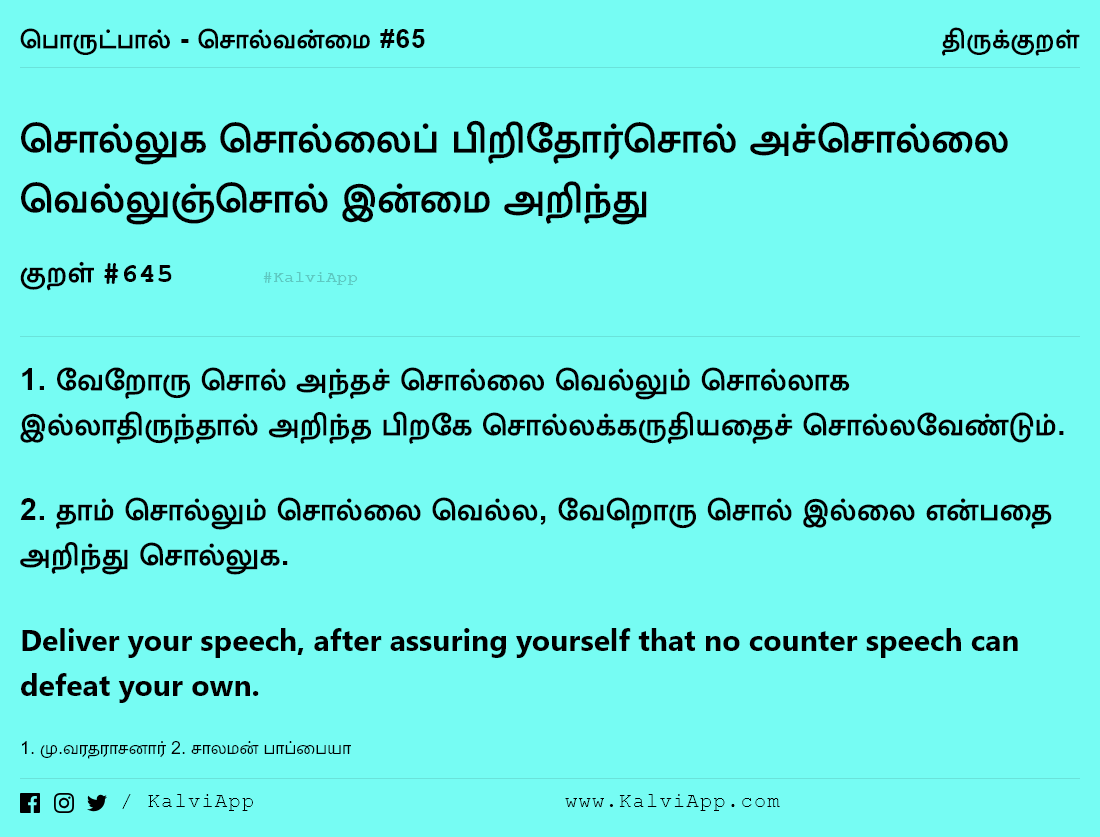 பொருட்பால் - சொல்வன்மை #65 திருக்குறள்
சொல்லுக சொல்லைப் பிறிதோர்சொல் அச்சொல்லை
வெல்லுஞ்சொல் இன்மை அறிந்து
குறள் #645 #KalviApp
1. வேறோரு சொல் அந்தச் சொல்லை வெல்லும் சொல்லாக
இல்லாதிருந்தால் அறிந்த பிறகே சொல்லக்கருதியதைச் சொல்லவேண்டும்.
2. தாம் சொல்லும் சொல்லை வெல்ல, வேறொரு சொல் இல்லை என்பதை
அறிந்து சொல்லுக.
Deliver your speech, after assuring yourself that no counter speech can
defeat your own.
1. மு.வரதராசனார் 2. சாலமன் பாப்பையா
/ KalviApp www.KalviApp.com